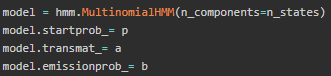 model = hmm.MultinomialHMM(n_components=n_states)
model.startprob_= p
model.transmat_= a
model.emissionprob_= b